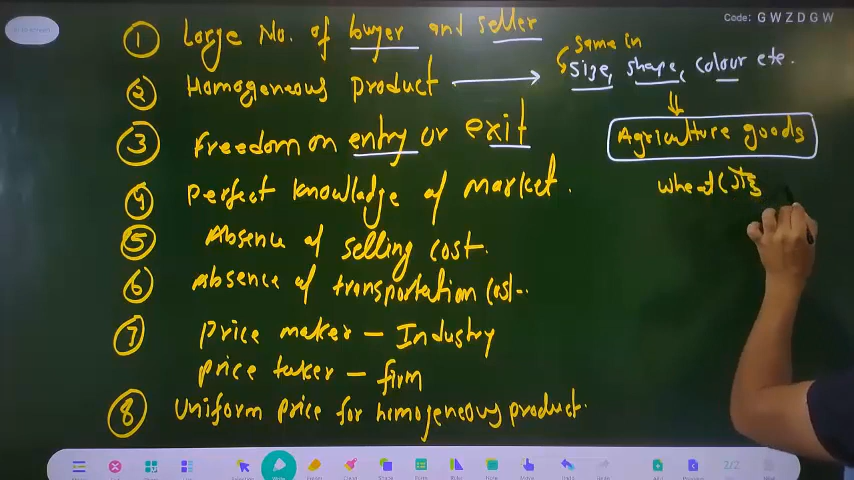 Code: G W Z D G W
① Large No. of buyer and seller
same in
size, shape, colour etc.
② Homogeneous product →
Agriculture goods
③ Freedom on entry or exit
④ Perfect knowledge of market.
wheat (गेह
⑤ Absence of selling cost.
⑥ Absence of transportation cost-
⑦ price maker – Industry
price taker – firm
⑧ Uniform price for homogeneous product.
2/2